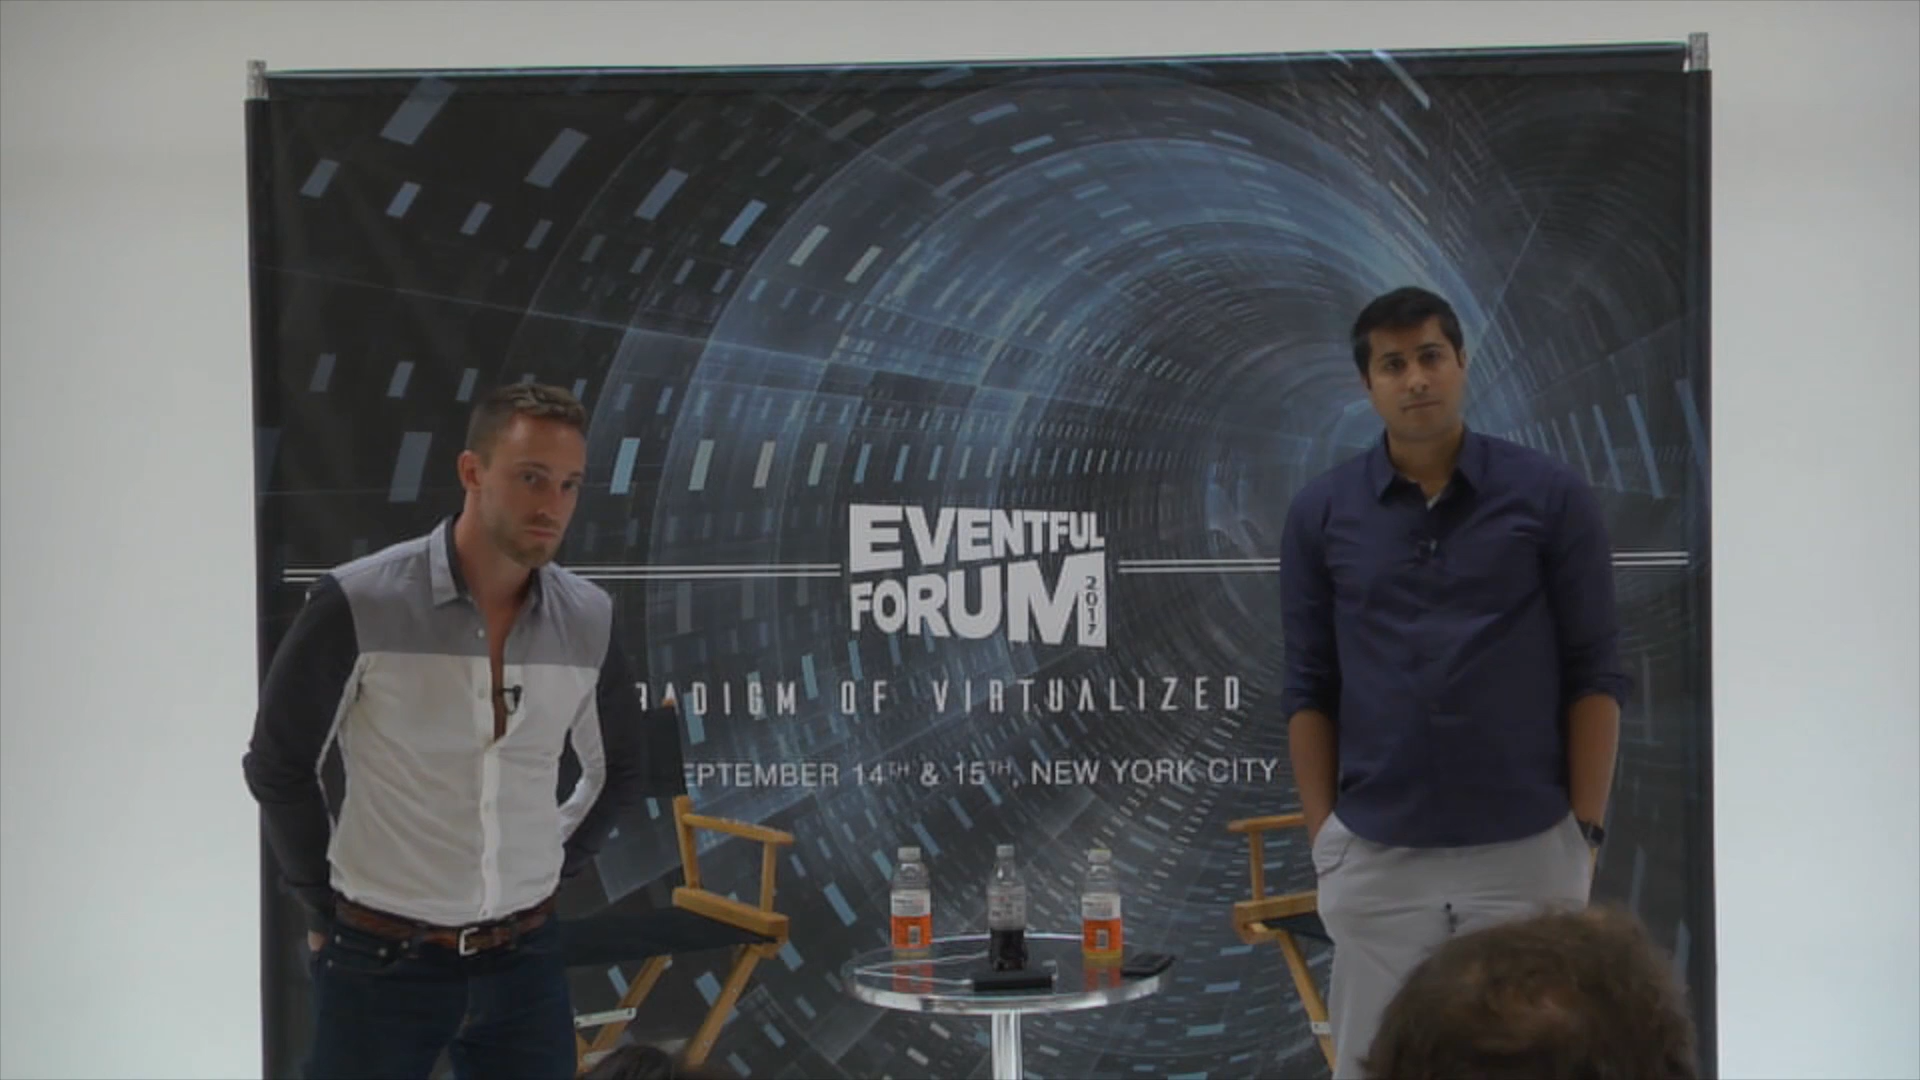 EVENTFUL
FORUM 2017
RADIGM OF VIRTUALIZED
EPTEMBER 14TH & 15TH, NEW YORK CITY